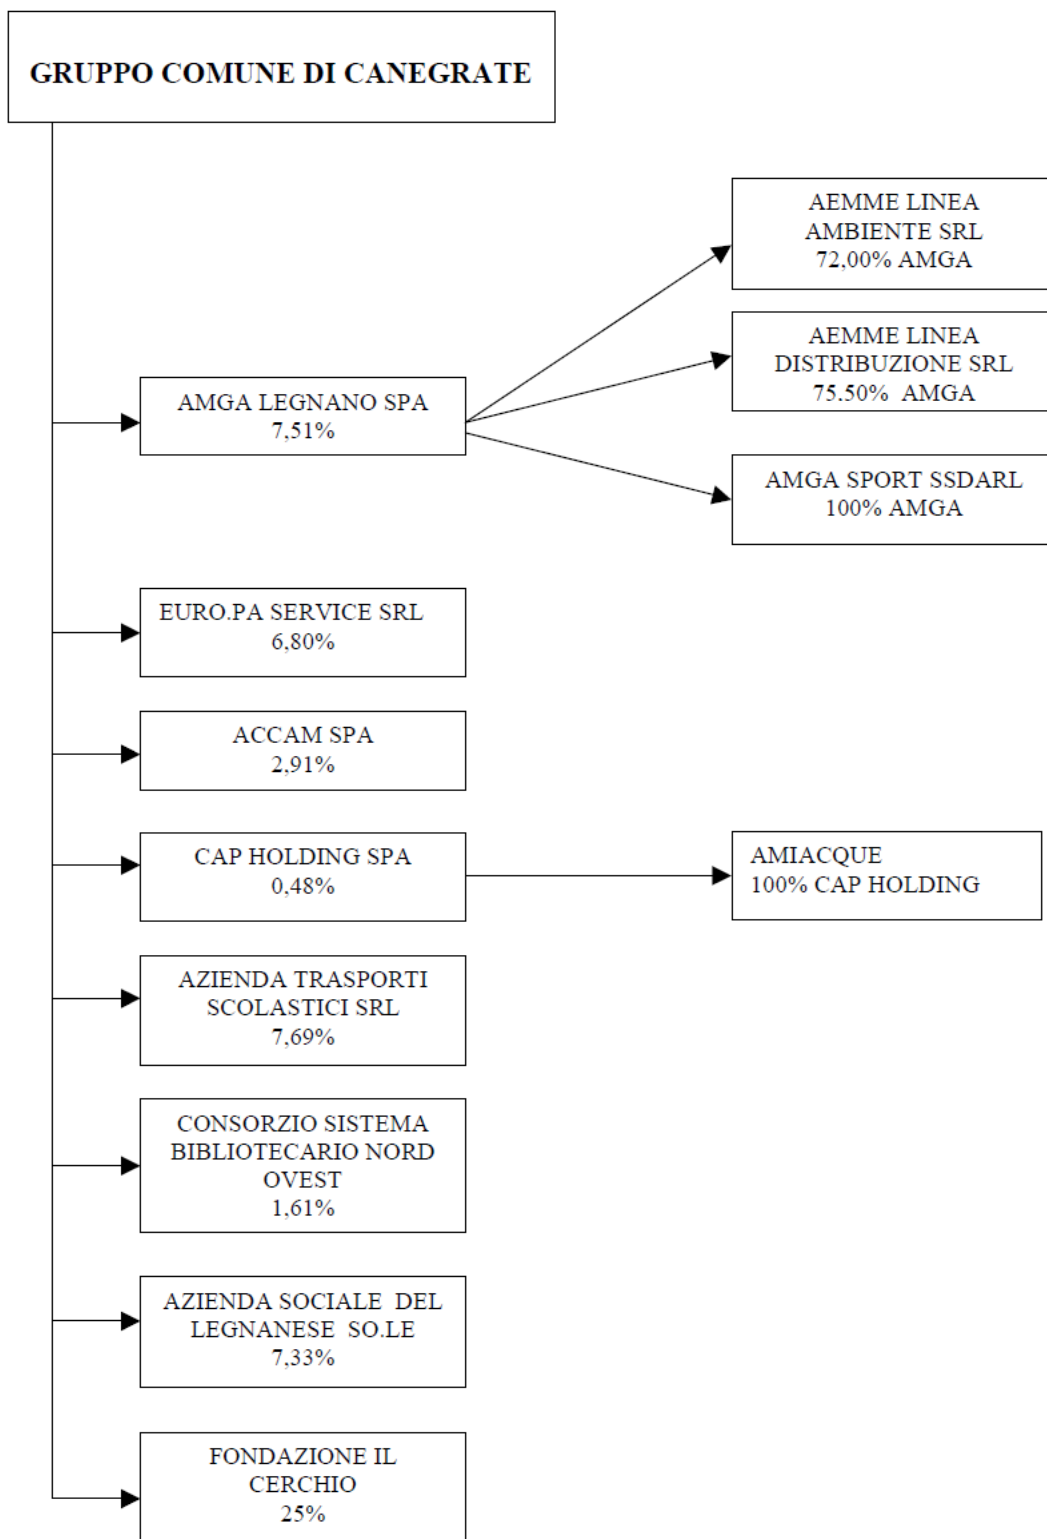 GRUPPO COMUNE DI CANEGRATE
AEMME LINEA
AMBIENTE SRL
72,00% AMGA
AEMME LINEA
DISTRIBUZIONE SRL
75.50% AMGA
AMGA LEGNANO SPA
7,51%
AMGA SPORT SSDARL
100% AMGA
EURO.PA SERVICE SRL
6,80%
ACCAM SPA
2,91%
CAP HOLDING SPA
0,48%
AMIACQUE
100% CAP HOLDING
AZIENDA TRASPORTI
SCOLASTICI SRL
7,69%
CONSORZIO SISTEMA
BIBLIOTECARIO NORD
OVEST
1,61%
AZIENDA SOCIALE DEL
LEGNANESE SO.LE
7,33%
FONDAZIONE IL
CERCHIO
25%